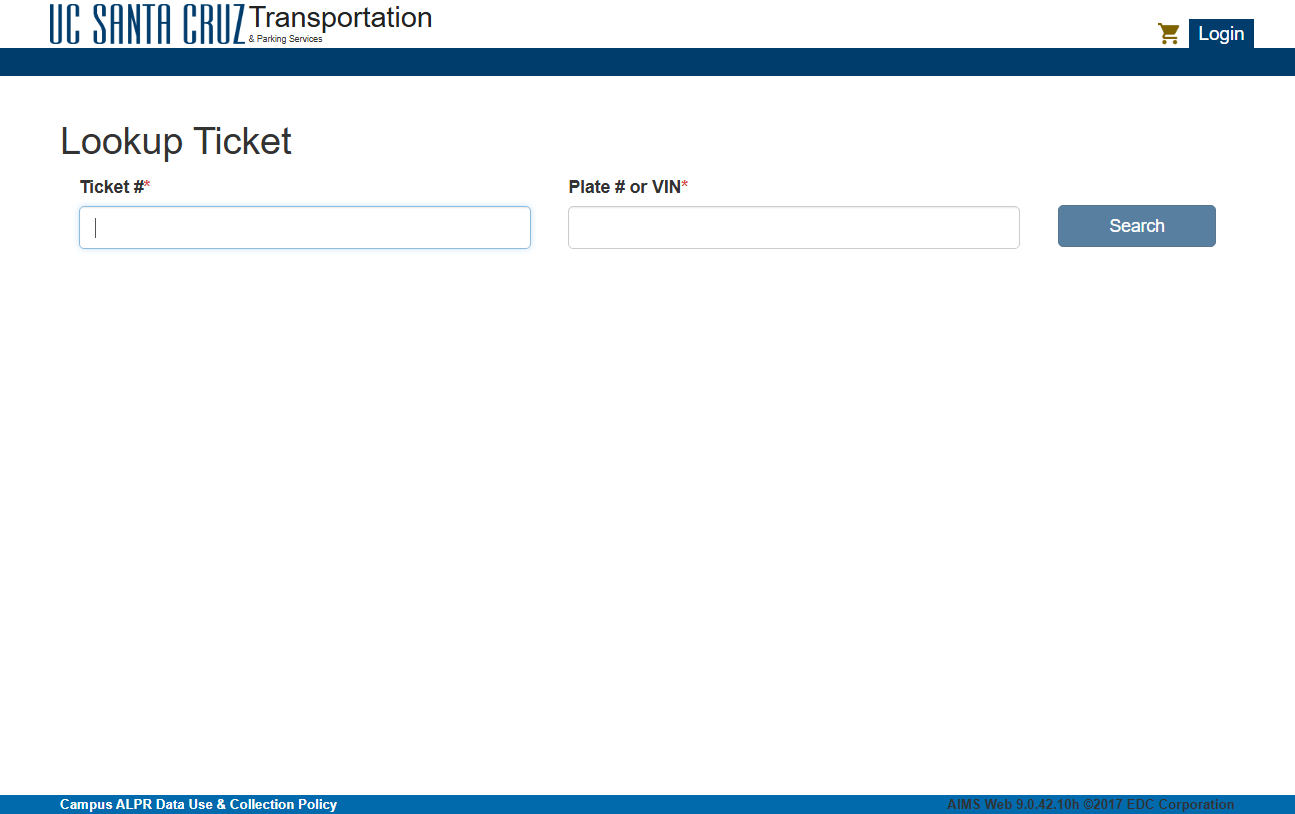 UC SANTA CRUZ Transportation
& Parking Services
Login
Lookup Ticket
Ticket #* Plate # or VIN*
Search
Campus ALPR Data Use & Collection Policy AIMS Web 9.0.42.10h ©2017 EDC Corporation